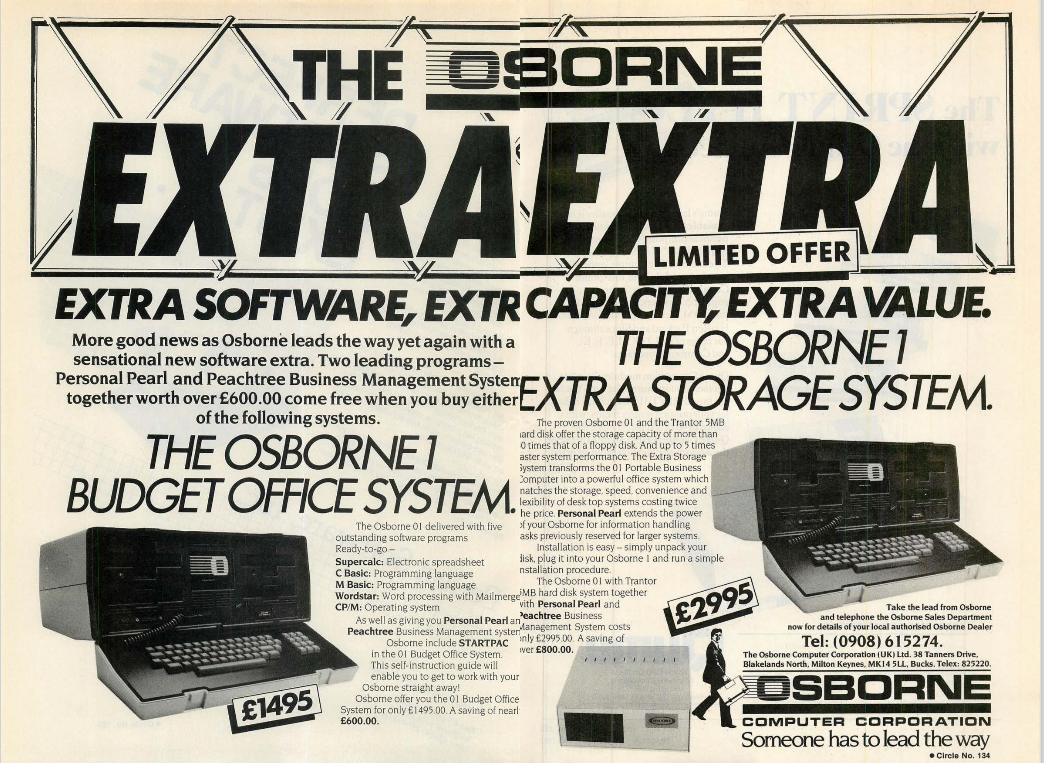 THE OSBORNE
EXTRA EXTRA
LIMITED OFFER
EXTRA SOFTWARE, EXTR CAPACITY, EXTRA VALUE.
More good news as Osborne leads the way yet again with a
sensational new software extra. Two leading programs –
Personal Pearl and Peachtree Business Management System
together worth over £600.00 come free when you buy either
of the following systems.
THE OSBORNE 1
BUDGET OFFICE SYSTEM.
The Osborne 01 delivered with five
outstanding software programs
Ready-to-go –
Supercalc: Electronic spreadsheet
C Basic: Programming language
M Basic: Programming language
Wordstar: Word processing with Mailmerge
CP/M: Operating system
As well as giving you Personal Pearl an
Peachtree Business Management system
Osborne include STARTPAC
in the 01 Budget Office System.
This self-instruction guide will
enable you to get to work with your
Osborne straight away!
Osborne offer you the 01 Budget Office
System for only £1495.00. A saving of nearl
£600.00.
£1495
THE OSBORNE 1
EXTRA STORAGE SYSTEM.
The proven Osborne 01 and the Trantor 5MB
ard disk offer the storage capacity of more than
0 times that of a floppy disk. And up to 5 times
aster system performance. The Extra Storage
ystem transforms the 01 Portable Business
Computer into a powerful office system which
matches the storage, speed, convenience and
lexibility of desk top systems costing twice
he price. Personal Pearl extends the power
of your Osborne for information handling
asks previously reserved for larger systems.
Installation is easy – simply unpack your
isk, plug it into your Osborne 1 and run a simple
nstallation procedure.
The Osborne 01 with Trantor
5MB hard disk system together
with Personal Pearl and
Peachtree Business
Management System costs
nly £2995.00. A saving of
ver £800.00.
£2995
Take the lead from Osborne
and telephone the Osborne Sales Department
now for details of your local authorised Osborne Dealer
Tel: (0908) 615274.
The Osborne Computer Corporation (UK) Ltd. 38 Tanners Drive,
Blakelands North, Milton Keynes, MK14 5LL, Bucks. Telex: 825220.
OSBORNE
COMPUTER CORPORATION
Someone has to lead the way
● Circle No. 134